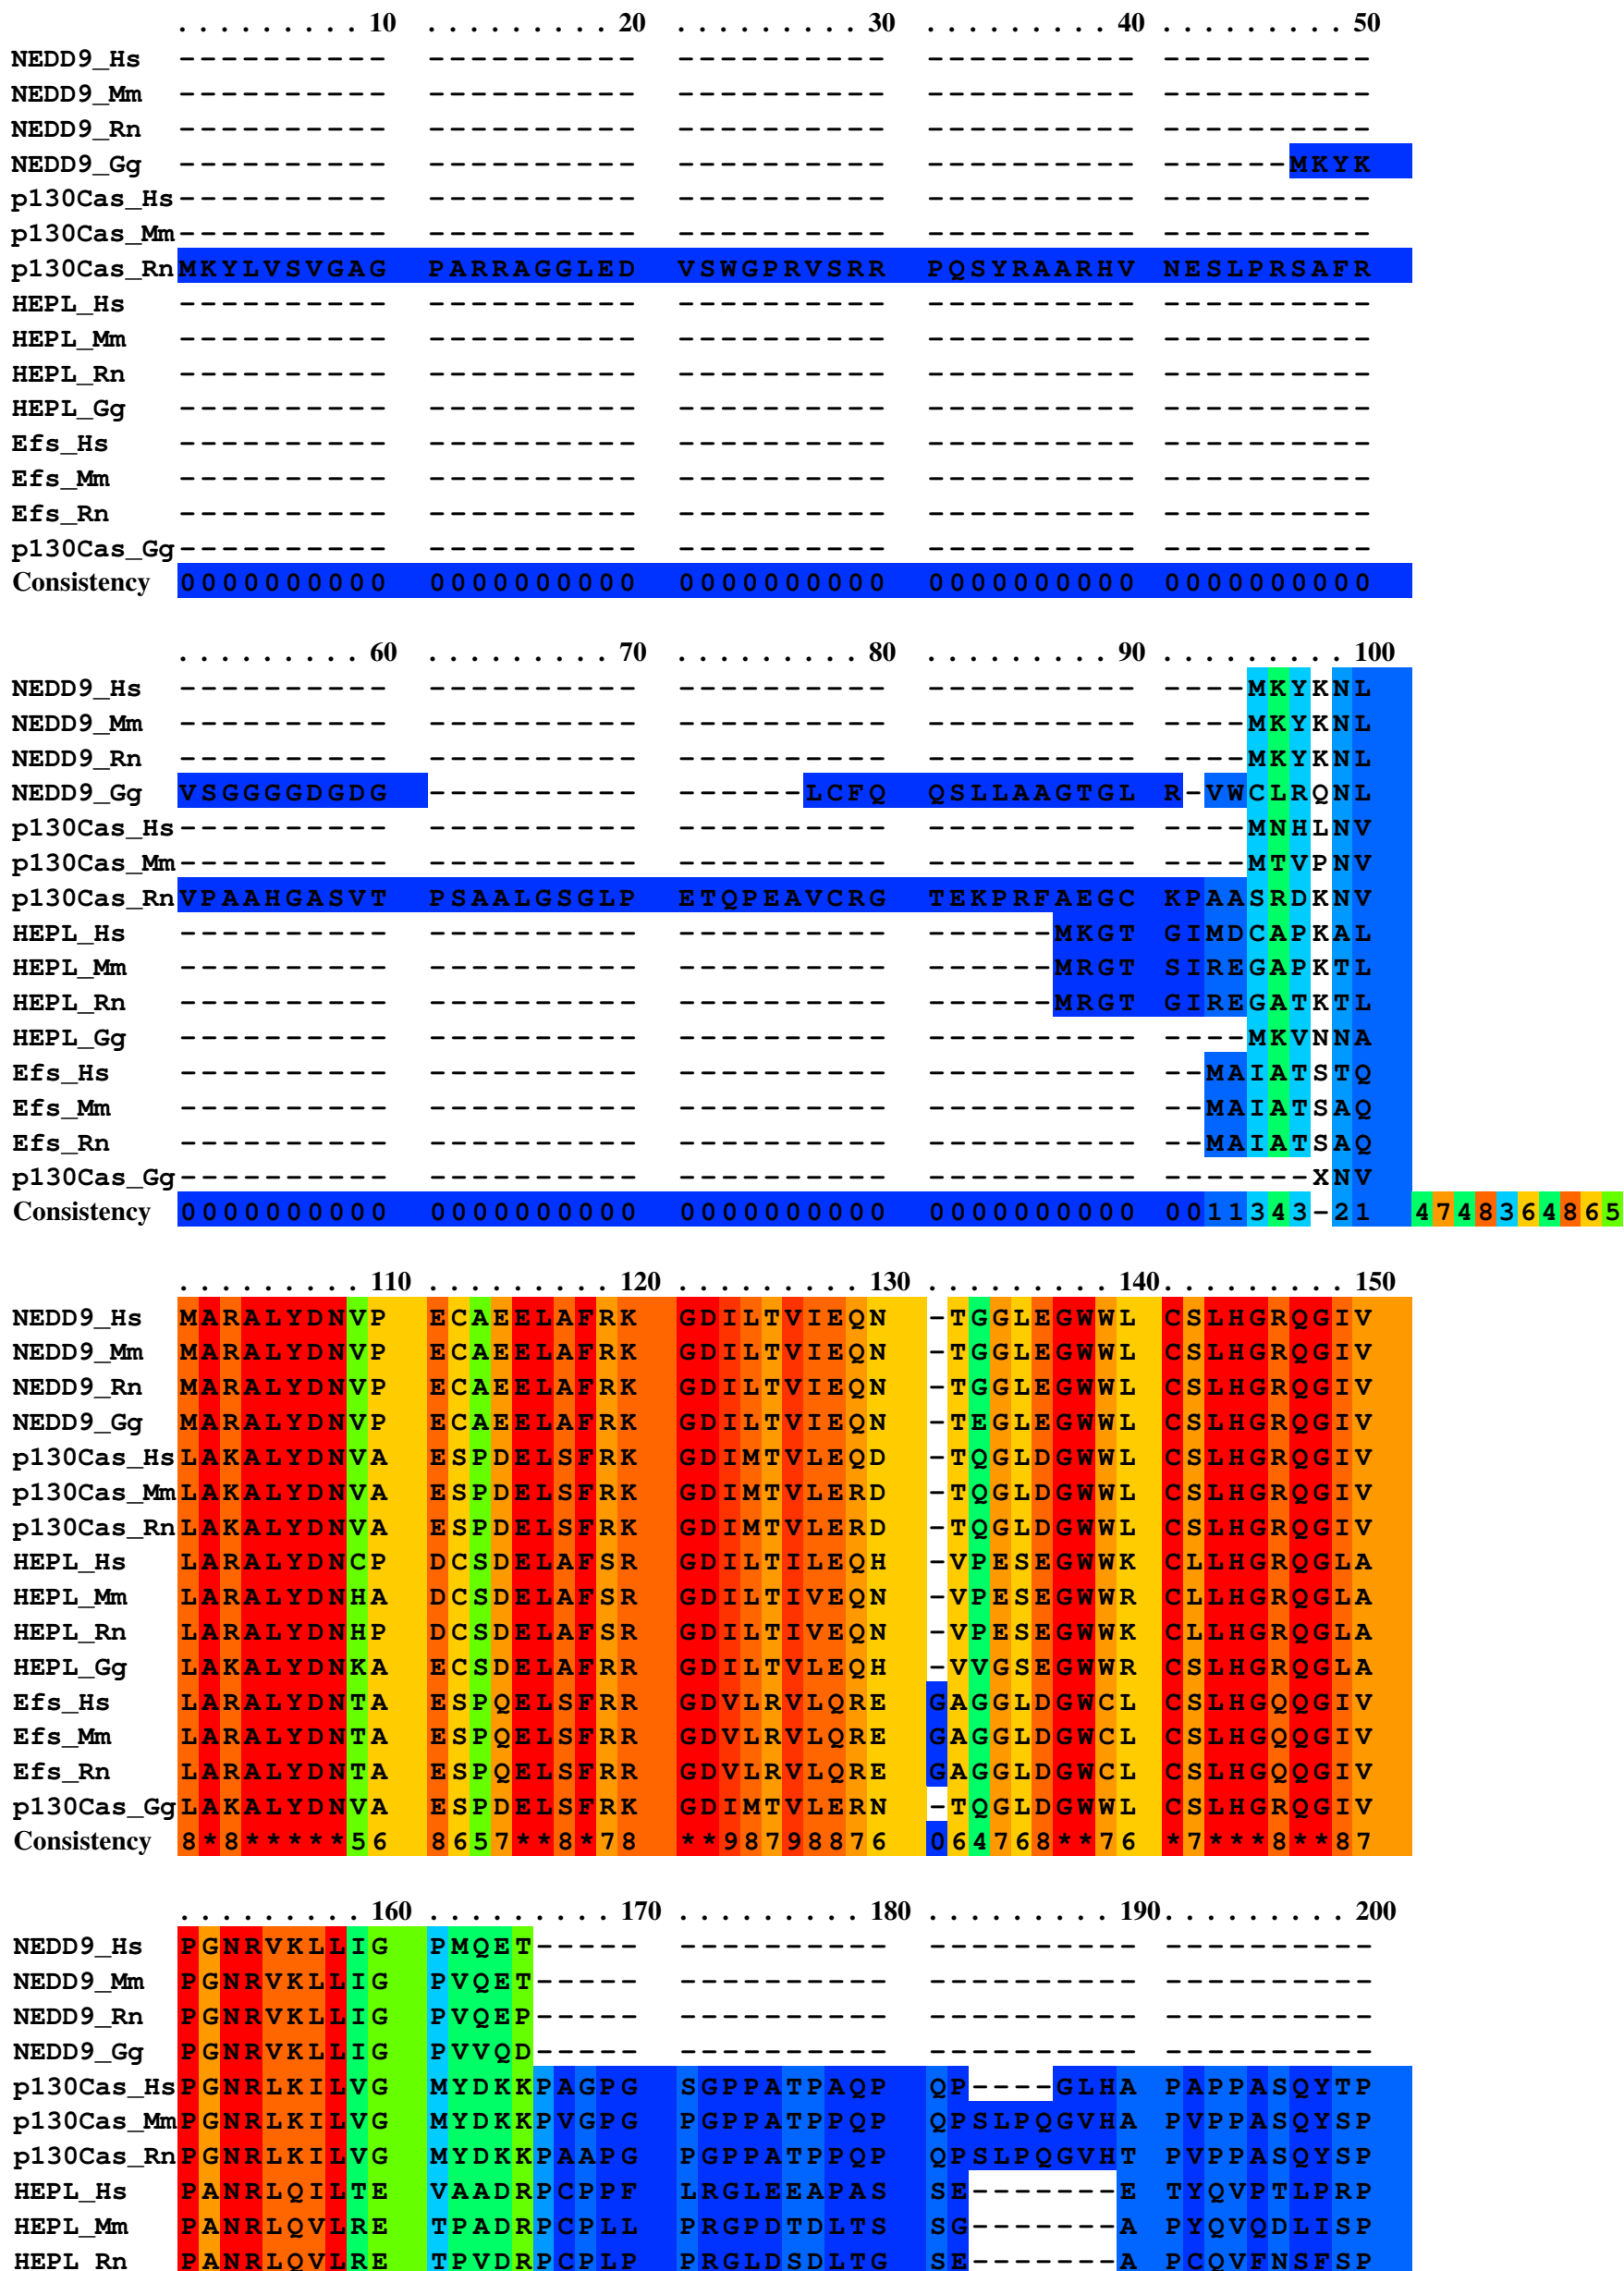 . . . . . . . . . 10 . . . . . . . . . 20 . . . . . . . . . 30 . . . . . . . . . 40 . . . . . . . . . 50
NEDD9_Hs ---------- ---------- ---------- ---------- ----------
NEDD9_Mm ---------- ---------- ---------- ---------- ----------
NEDD9_Rn ---------- ---------- ---------- ---------- ----------
NEDD9_Gg ---------- ---------- ---------- ---------- ------MKYK
p130Cas_Hs ---------- ---------- ---------- ---------- ----------
p130Cas_Mm ---------- ---------- ---------- ---------- ----------
p130Cas_Rn MKYLVSVGAG PARRAGGLED VSWGPRVSRR PQSYRAARHV NESLPRSAFR
HEPL_Hs ---------- ---------- ---------- ---------- ----------
HEPL_Mm ---------- ---------- ---------- ---------- ----------
HEPL_Rn ---------- ---------- ---------- ---------- ----------
HEPL_Gg ---------- ---------- ---------- ---------- ----------
Efs_Hs ---------- ---------- ---------- ---------- ----------
Efs_Mm ---------- ---------- ---------- ---------- ----------
Efs_Rn ---------- ---------- ---------- ---------- ----------
p130Cas_Gg ---------- ---------- ---------- ---------- ----------
Consistency 0000000000 0000000000 0000000000 0000000000 0000000000
. . . . . . . . . 60 . . . . . . . . . 70 . . . . . . . . . 80 . . . . . . . . . 90 . . . . . . . . . 100
NEDD9_Hs ---------- ---------- ---------- ---------- ----MKYKNL
NEDD9_Mm ---------- ---------- ---------- ---------- ----MKYKNL
NEDD9_Rn ---------- ---------- ---------- ---------- ----MKYKNL
NEDD9_Gg VSGGGGDGDG ---------- ------LCFQ QSLLAAGTGL R-VWCLRQNL
p130Cas_Hs ---------- ---------- ---------- ---------- ----MNHLNV
p130Cas_Mm ---------- ---------- ---------- ---------- ----MTVPNV
p130Cas_Rn VPAAHGASVT PSAALGSGLP ETQPEAVCRG TEKPRFAEGC KPAASRDKNV
HEPL_Hs ---------- ---------- ---------- ------MKGT GIMDCAPKAL
HEPL_Mm ---------- ---------- ---------- ------MRGT SIREGAPKTL
HEPL_Rn ---------- ---------- ---------- ------MRGT GIREGATKTL
HEPL_Gg ---------- ---------- ---------- ---------- ----MKVNNA
Efs_Hs ---------- ---------- ---------- ---------- --MAIATSTQ
Efs_Mm ---------- ---------- ---------- ---------- --MAIATSAQ
Efs_Rn ---------- ---------- ---------- ---------- --MAIATSAQ
p130Cas_Gg ---------- ---------- ---------- ---------- -------XNV
Consistency 0000000000 0000000000 0000000000 0000000000 0011343-21 4748364865
. . . . . . . . . 110 . . . . . . . . . 120 . . . . . . . . . 130 . . . . . . . . . 140 . . . . . . . . . 150
NEDD9_Hs MARALYDNVP ECAEELAFRK GDILTVIEQN -TGGLEGWWL CSLHGRQGIV
NEDD9_Mm MARALYDNVP ECAEELAFRK GDILTVIEQN -TGGLEGWWL CSLHGRQGIV
NEDD9_Rn MARALYDNVP ECAEELAFRK GDILTVIEQN -TGGLEGWWL CSLHGRQGIV
NEDD9_Gg MARALYDNVP ECAEELAFRK GDILTVIEQN -TEGLEGWWL CSLHGRQGIV
p130Cas_Hs LAKALYDNVA ESPDELSFRK GDIMTVLEQD -TQGLDGWWL CSLHGRQGIV
p130Cas_Mm LAKALYDNVA ESPDELSFRK GDIMTVLERD -TQGLDGWWL CSLHGRQGIV
p130Cas_Rn LAKALYDNVA ESPDELSFRK GDIMTVLERD -TQGLDGWWL CSLHGRQGIV
HEPL_Hs LARALYDNCP DCSDELAFSR GDILTILEQH -VPESEGWWK CLLHGRQGLA
HEPL_Mm LARALYDNHA DCSDELAFSR GDILTIVEQN -VPESEGWWR CLLHGRQGLA
HEPL_Rn LARALYDNHP DCSDELAFSR GDILTIVEQN -VPESEGWWK CLLHGRQGLA
HEPL_Gg LAKALYDNKA ECSDELAFRR GDILTVLEQH -VVGSEGWWR CSLHGRQGLA
Efs_Hs LARALYDNTA ESPQELSFRR GDVLRVLQRE GAGGLDGWCL CSLHGQQGIV
Efs_Mm LARALYDNTA ESPQELSFRR GDVLRVLQRE GAGGLDGWCL CSLHGQQGIV
Efs_Rn LARALYDNTA ESPQELSFRR GDVLRVLQRE GAGGLDGWCL CSLHGQQGIV
p130Cas_Gg LAKALYDNVA ESPDELSFRK GDIMTVLERN -TQGLDGWWL CSLHGRQGIV
Consistency 8*8*****56 8657**8*78 **98798876 064768**76 *7***8**87
. . . . . . . . . 160 . . . . . . . . . 170 . . . . . . . . . 180 . . . . . . . . . 190 . . . . . . . . . 200
NEDD9_Hs PGNRVKLLIG PMQET----- ---------- ---------- ----------
NEDD9_Mm PGNRVKLLIG PVQET----- ---------- ---------- ----------
NEDD9_Rn PGNRVKLLIG PVQEP----- ---------- ---------- ----------
NEDD9_Gg PGNRVKLLIG PVVQD----- ---------- ---------- ----------
p130Cas_Hs PGNRLKILVG MYDKKPAGPG SGPPATPAQP QP----GLHA PAPPASQYTP
p130Cas_Mm PGNRLKILVG MYDKKPVGPG PGPPATPPQP QPSLPQGVHA PVPPASQYSP
p130Cas_Rn PGNRLKILVG MYDKKPAAPG PGPPATPPQP QPSLPQGVHT PVPPASQYSP
HEPL_Hs PANRLQILTE VAADRPCPPF LRGLEEAPAS SE-------E TYQVPTLPRP
HEPL_Mm PANRLQVLRE TPADRPCPLL PRGPDTDLTS SG-------A PYQVQDLISP
HEPL_Rn PANRLQVLRE TPVDRPCPLP PRGLDSDLTG SE-------A PCQVFNSFSP